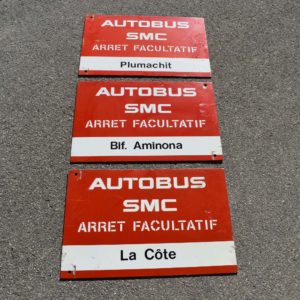 AUTOBUS
SMC
ARRET FACULTATIF
Plumachit
AUTOBUS
SMC
ARRET FACULTATIF
Bif. Aminona
AUTOBUS
SMC
ARRET FACULTATIF
La Côte